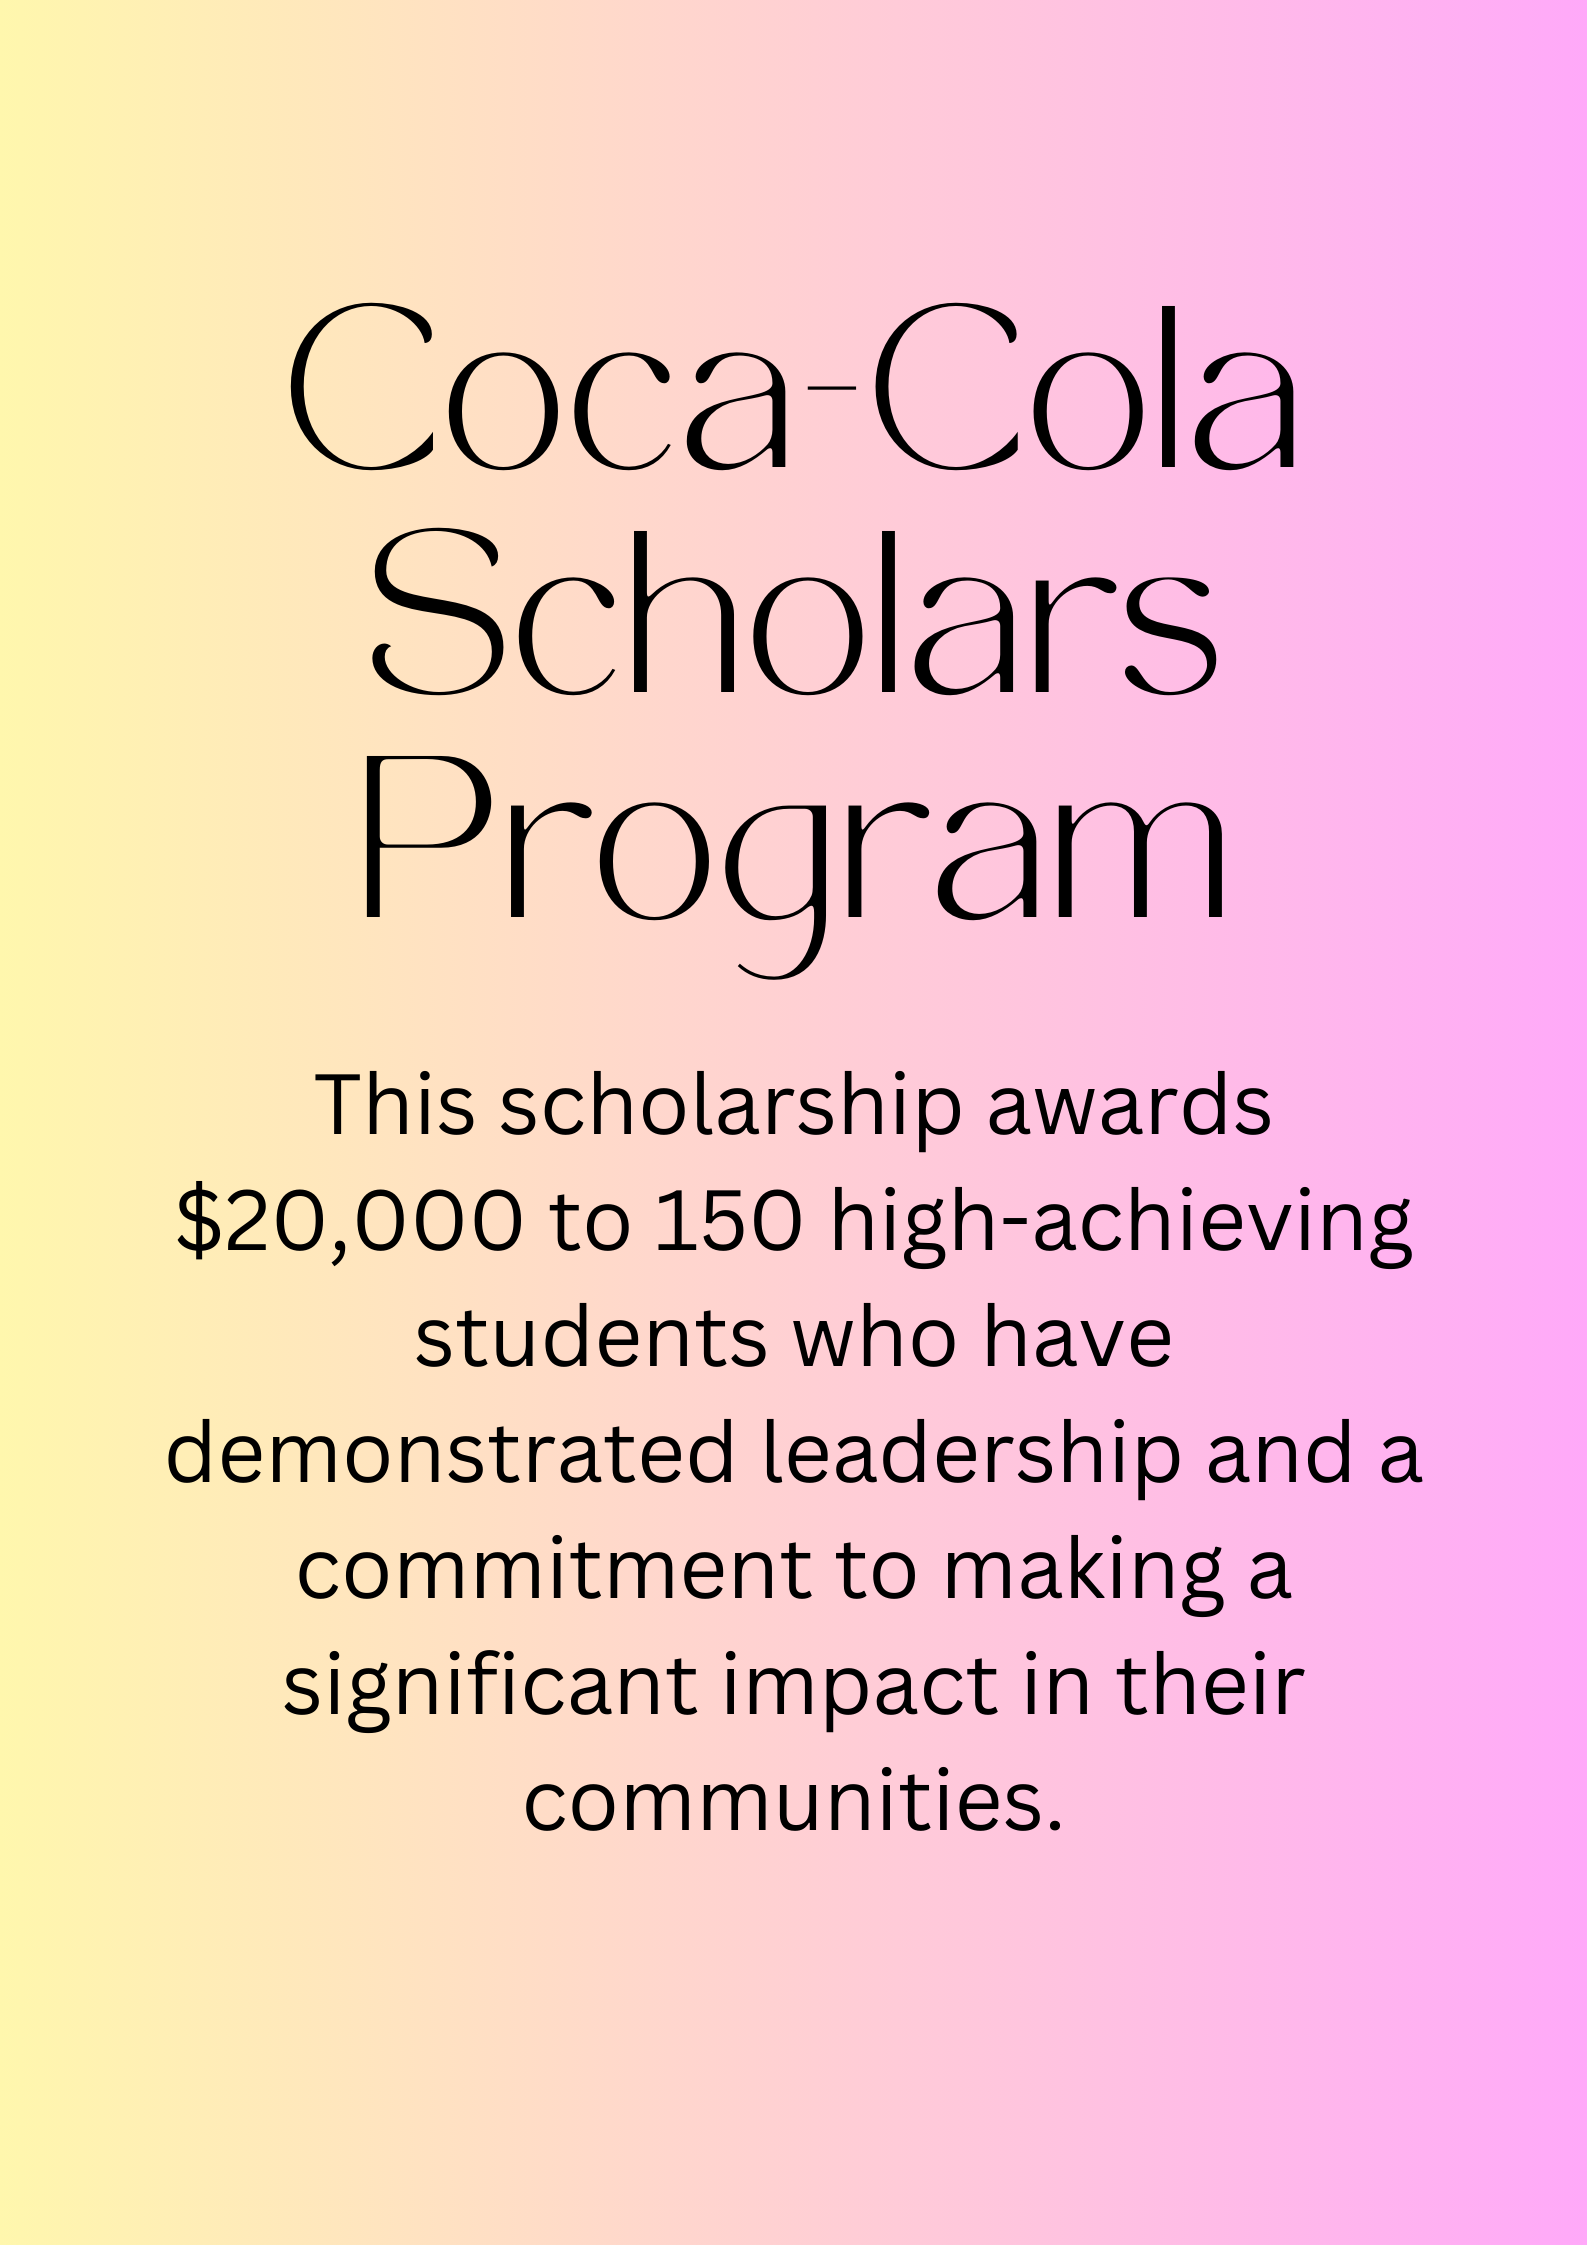 Coca-Cola
Scholars
Program
This scholarship awards
$20,000 to 150 high-achieving
students who have
demonstrated leadership and a
commitment to making a
significant impact in their
communities.